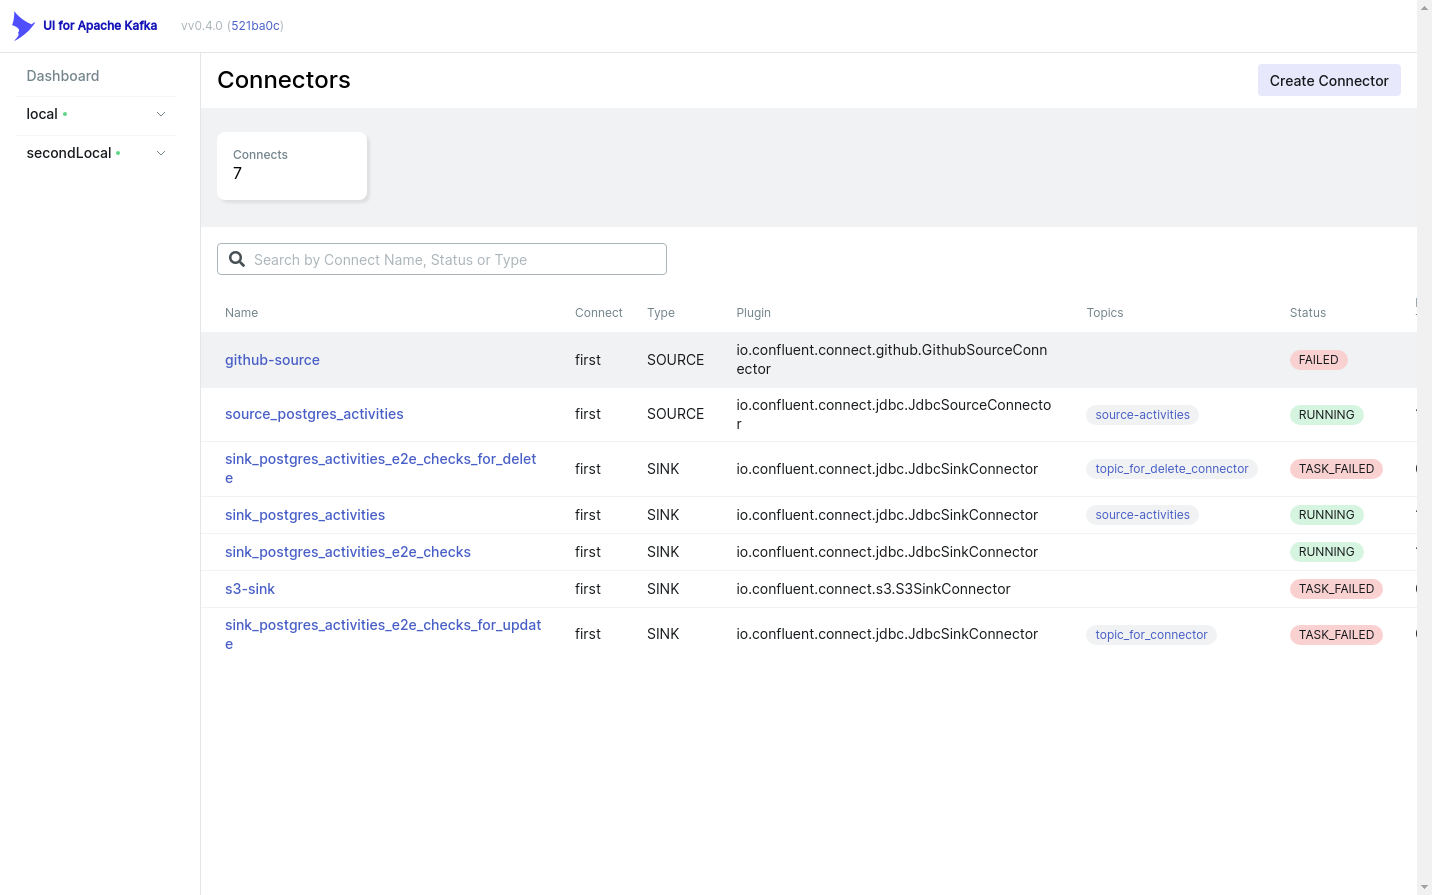 UI for Apache Kafka vv0.4.0 (521ba0c)
Dashboard
local
secondLocal
Connectors
Create Connector
Connects
7
Search by Connect Name, Status or Type
Name Connect Type Plugin Topics Status
github-source first SOURCE io.confluent.connect.github.GithubSourceConn
ector FAILED
source_postgres_activities first SOURCE io.confluent.connect.jdbc.JdbcSourceConnecto
r source-activities RUNNING
sink_postgres_activities_e2e_checks_for_delet
e first SINK io.confluent.connect.jdbc.JdbcSinkConnector topic_for_delete_connector TASK_FAILED
sink_postgres_activities first SINK io.confluent.connect.jdbc.JdbcSinkConnector source-activities RUNNING
sink_postgres_activities_e2e_checks first SINK io.confluent.connect.jdbc.JdbcSinkConnector RUNNING
s3-sink first SINK io.confluent.connect.s3.S3SinkConnector TASK_FAILED
sink_postgres_activities_e2e_checks_for_updat
e first SINK io.confluent.connect.jdbc.JdbcSinkConnector topic_for_connector TASK_FAILED